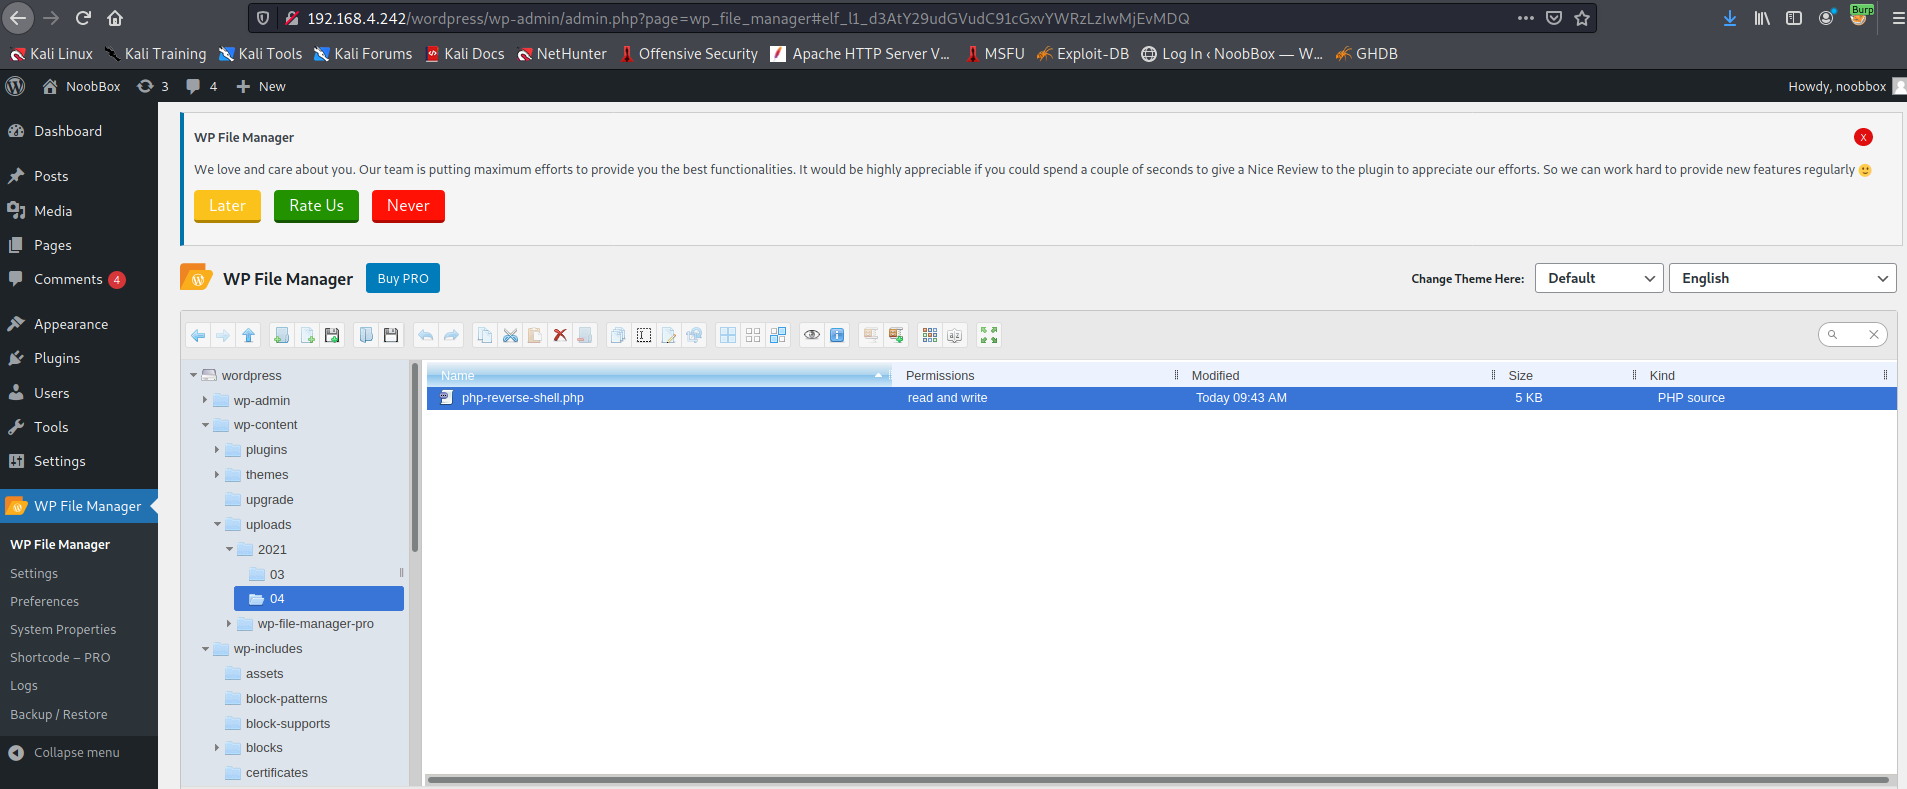 192.168.4.242/wordpress/wp-admin/admin.php?page=wp_file_manager#elf_l1_d3AtY29udGVudC91cGxvYWRzLzIwMjEvMDQ
Burp
Kali Linux Kali Training Kali Tools Kali Forums Kali Docs NetHunter Offensive Security Apache HTTP Server V... MSFU Exploit-DB Log In ‹ NoobBox — W... GHDB
NoobBox 3 4 New Howdy, noobbox
Dashboard
Posts
Media
Pages
Comments 4
Appearance
Plugins
Users
Tools
Settings
WP File Manager
WP File Manager
Settings
Preferences
System Properties
Shortcode – PRO
Logs
Backup / Restore
Collapse menu
WP File Manager
X
We love and care about you. Our team is putting maximum efforts to provide you the best functionalities. It would be highly appreciable if you could spend a couple of seconds to give a Nice Review to the plugin to appreciate our efforts. So we can work hard to provide new features regularly 🙂
Later Rate Us Never
WP File Manager Buy PRO Change Theme Here: Default English
wordpress
wp-admin
wp-content
plugins
themes
upgrade
uploads
2021
03
04
wp-file-manager-pro
wp-includes
assets
block-patterns
block-supports
blocks
certificates
Name Permissions Modified Size Kind
php-reverse-shell.php read and write Today 09:43 AM 5 KB PHP source